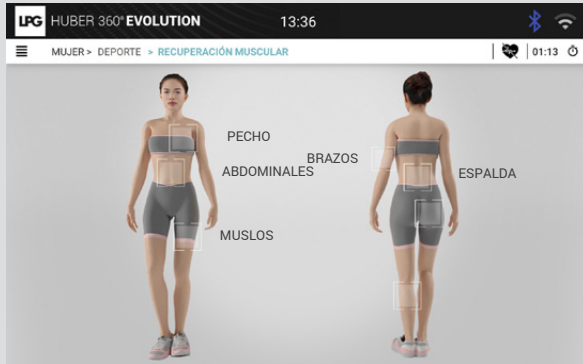 LPG HUBER 360° EVOLUTION 13:36
MUJER > DEPORTE > RECUPERACIÓN MUSCULAR 01:13
PECHO
ABDOMINALES
BRAZOS
ESPALDA
MUSLOS